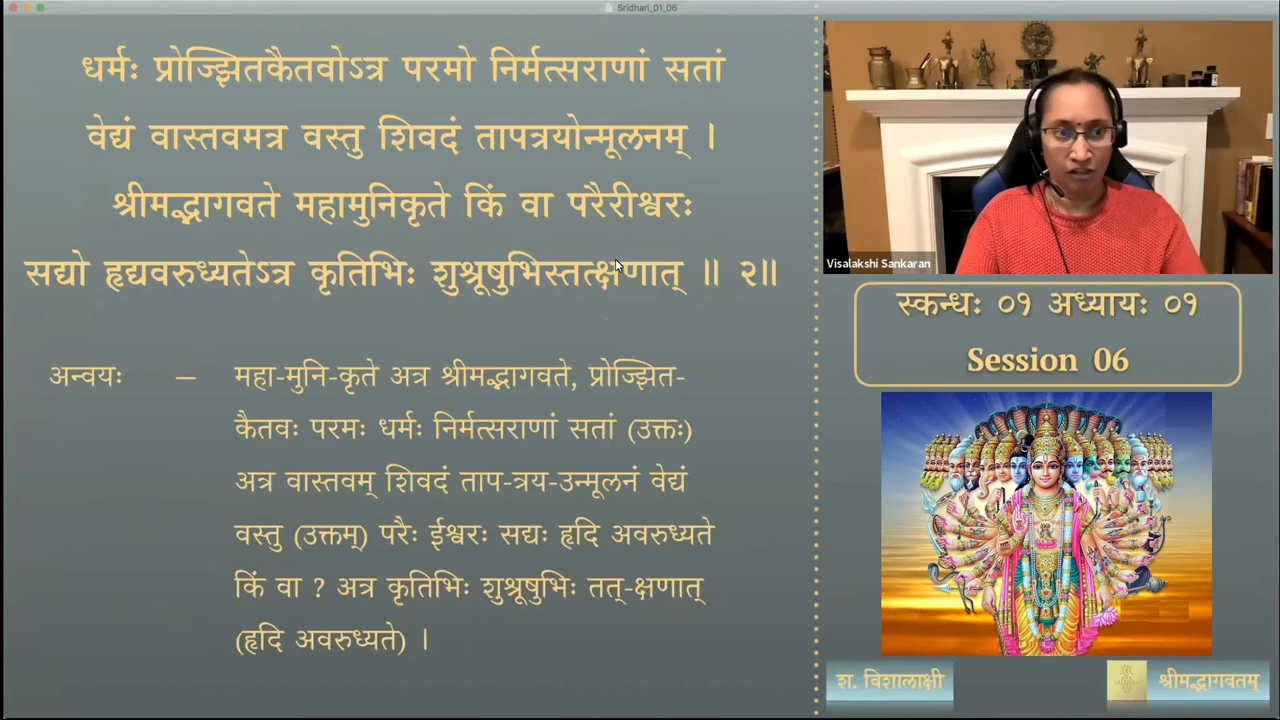 Sridhari_01_06
धर्मः प्रोज्झितकैतवोऽत्र परमो निर्मत्सराणां सतां
वेद्यं वास्तवमत्र वस्तु शिवदं तापत्रयोन्मूलनम् ।
श्रीमद्भागवते महामुनिकृते किं वा परैरीश्वरः
सद्यो हृद्यवरुध्यतेऽत्र कृतिभिः शुश्रूषुभिस्तत्क्षणात् ॥ २॥
अन्वयः – महा-मुनि-कृते अत्र श्रीमद्भागवते, प्रोज्झित-
कैतवः परमः धर्मः निर्मत्सराणां सतां (उक्तः)
अत्र वास्तवम् शिवदं ताप-त्रय-उन्मूलनं वेद्यं
वस्तु (उक्तम्) परैः ईश्वरः सद्यः हृदि अवरुध्यते
किं वा ? अत्र कृतिभिः शुश्रूषुभिः तत्-क्षणात्
(हृदि अवरुध्यते) ।
Visalakshi Sankaran
स्कन्धः ०१ अध्यायः ०१
Session 06
श. विशालाक्षी
श्रीमद्भागवतम्